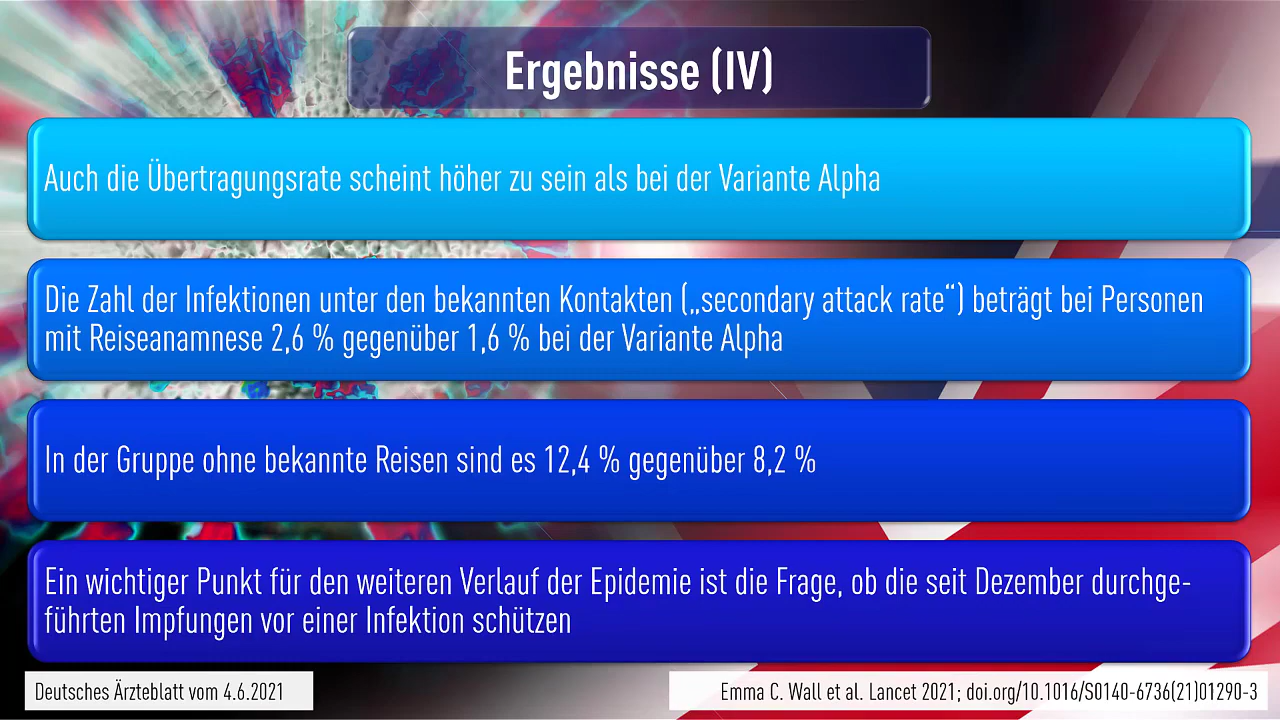 Ergebnisse (IV)
Auch die Übertragungsrate scheint höher zu sein als bei der Variante Alpha
Die Zahl der Infektionen unter den bekannten Kontakten („secondary attack rate“) beträgt bei Personen
mit Reiseanamnese 2,6 % gegenüber 1,6 % bei der Variante Alpha
In der Gruppe ohne bekannte Reisen sind es 12,4 % gegenüber 8,2 %
Ein wichtiger Punkt für den weiteren Verlauf der Epidemie ist die Frage, ob die seit Dezember durchge-
führten Impfungen vor einer Infektion schützen
Deutsches Ärzteblatt vom 4.6.2021
Emma C. Wall et al. Lancet 2021; doi.org/10.1016/S0140-6736(21)01290-3